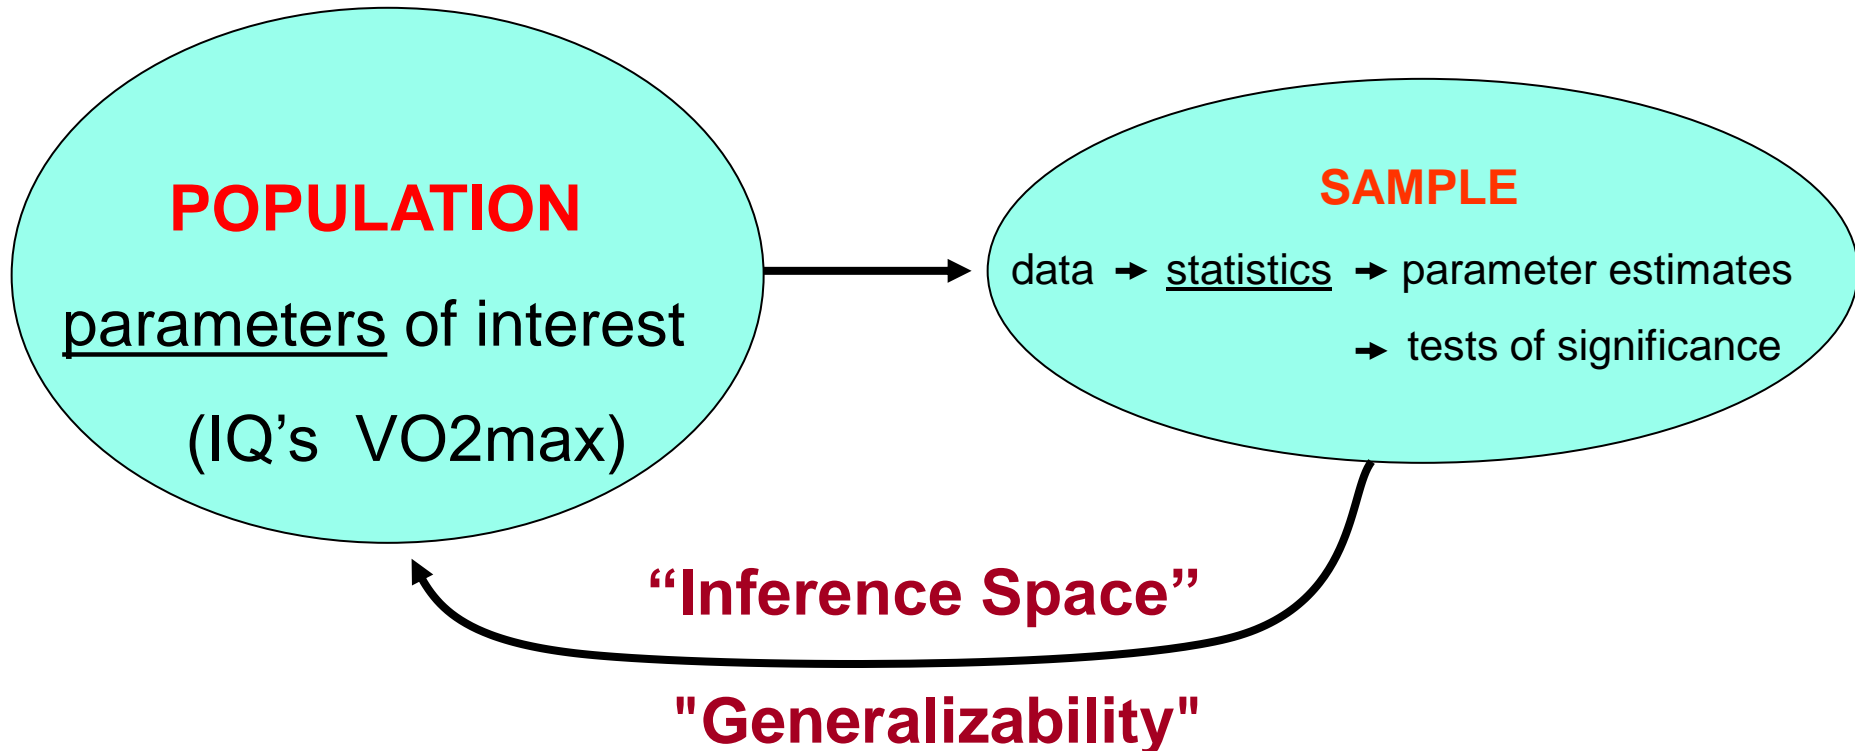 POPULATION
parameters of interest
(IQ’s VO2max)
SAMPLE
data → statistics → parameter estimates
→ tests of significance
“Inference Space”
"Generalizability"